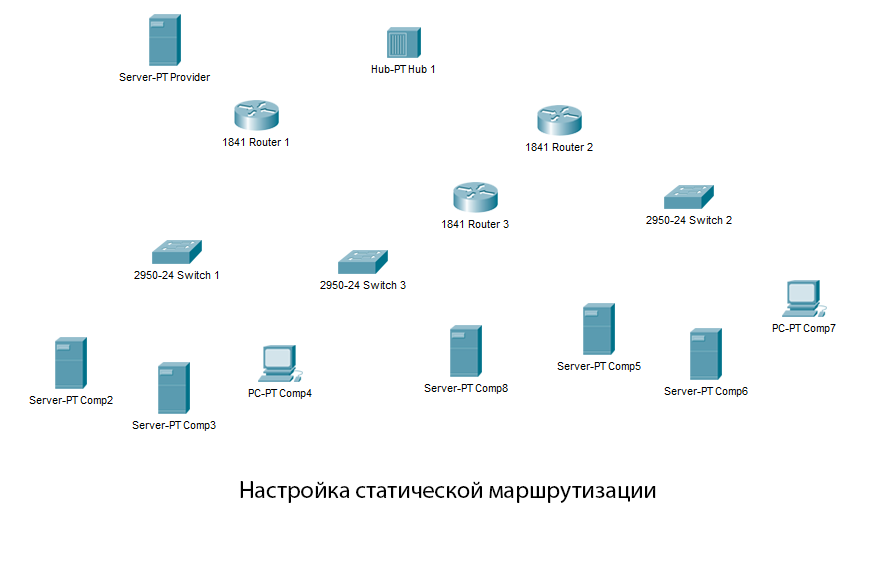 Server-PT Provider
Hub-PT Hub 1
1841 Router 1
1841 Router 2
1841 Router 3
2950-24 Switch 2
2950-24 Switch 1
2950-24 Switch 3
PC-PT Comp7
Server-PT Comp5
Server-PT Comp8
Server-PT Comp6
PC-PT Comp4
Server-PT Comp2
Server-PT Comp3
Настройка статической маршрутизации